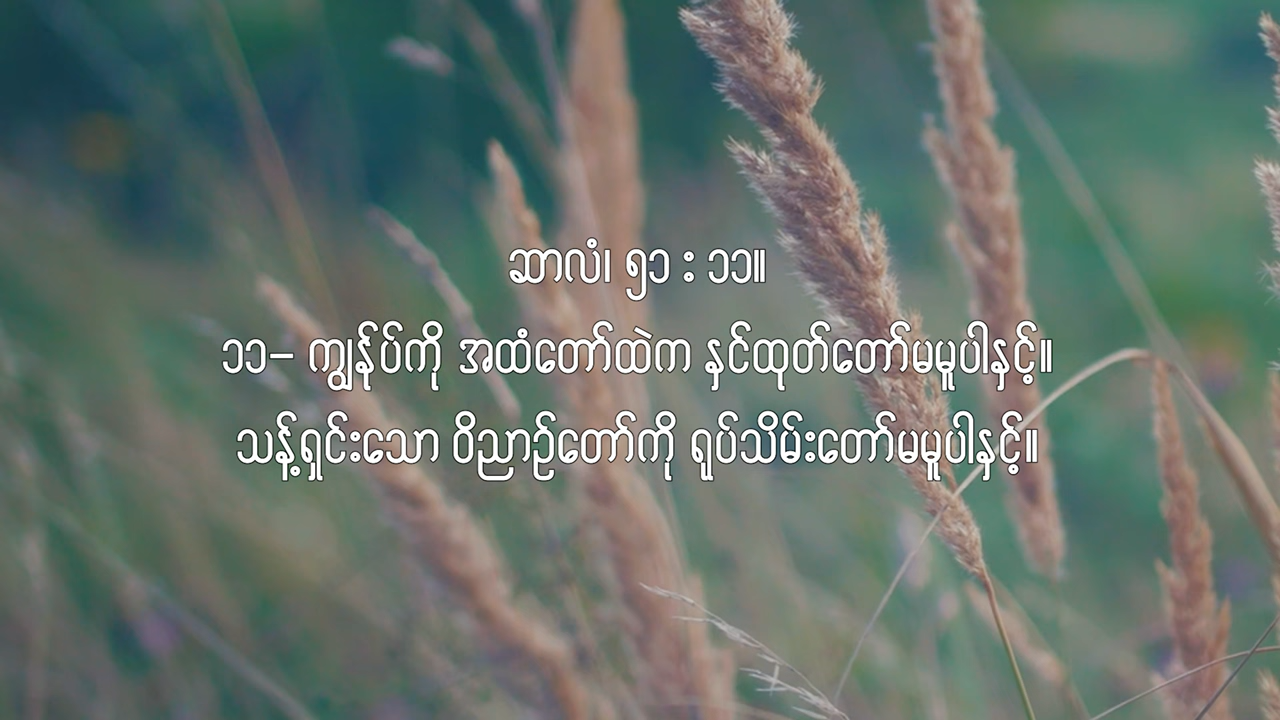 ဆာလံ၊ ၅၁ : ၁၁။
၁၁– ကျွန်ုပ်ကို အထံတော်ထဲက နှင်ထုတ်တော်မမူပါနှင့်။
သန့်ရှင်းသော ဝိညာဉ်တော်ကို ရုပ်သိမ်းတော်မမူပါနှင့်။